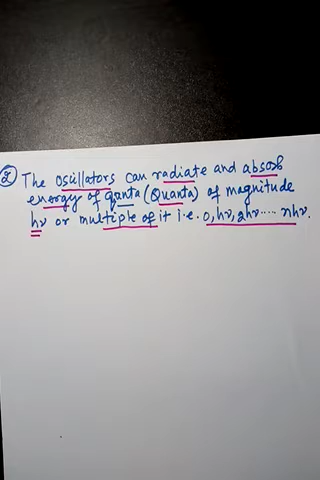 ② The oscillators can radiate and absorb
energy of qanta (Quanta) of magnitude
hν or multiple of it i.e. 0, hν, 2hν..... nhν.